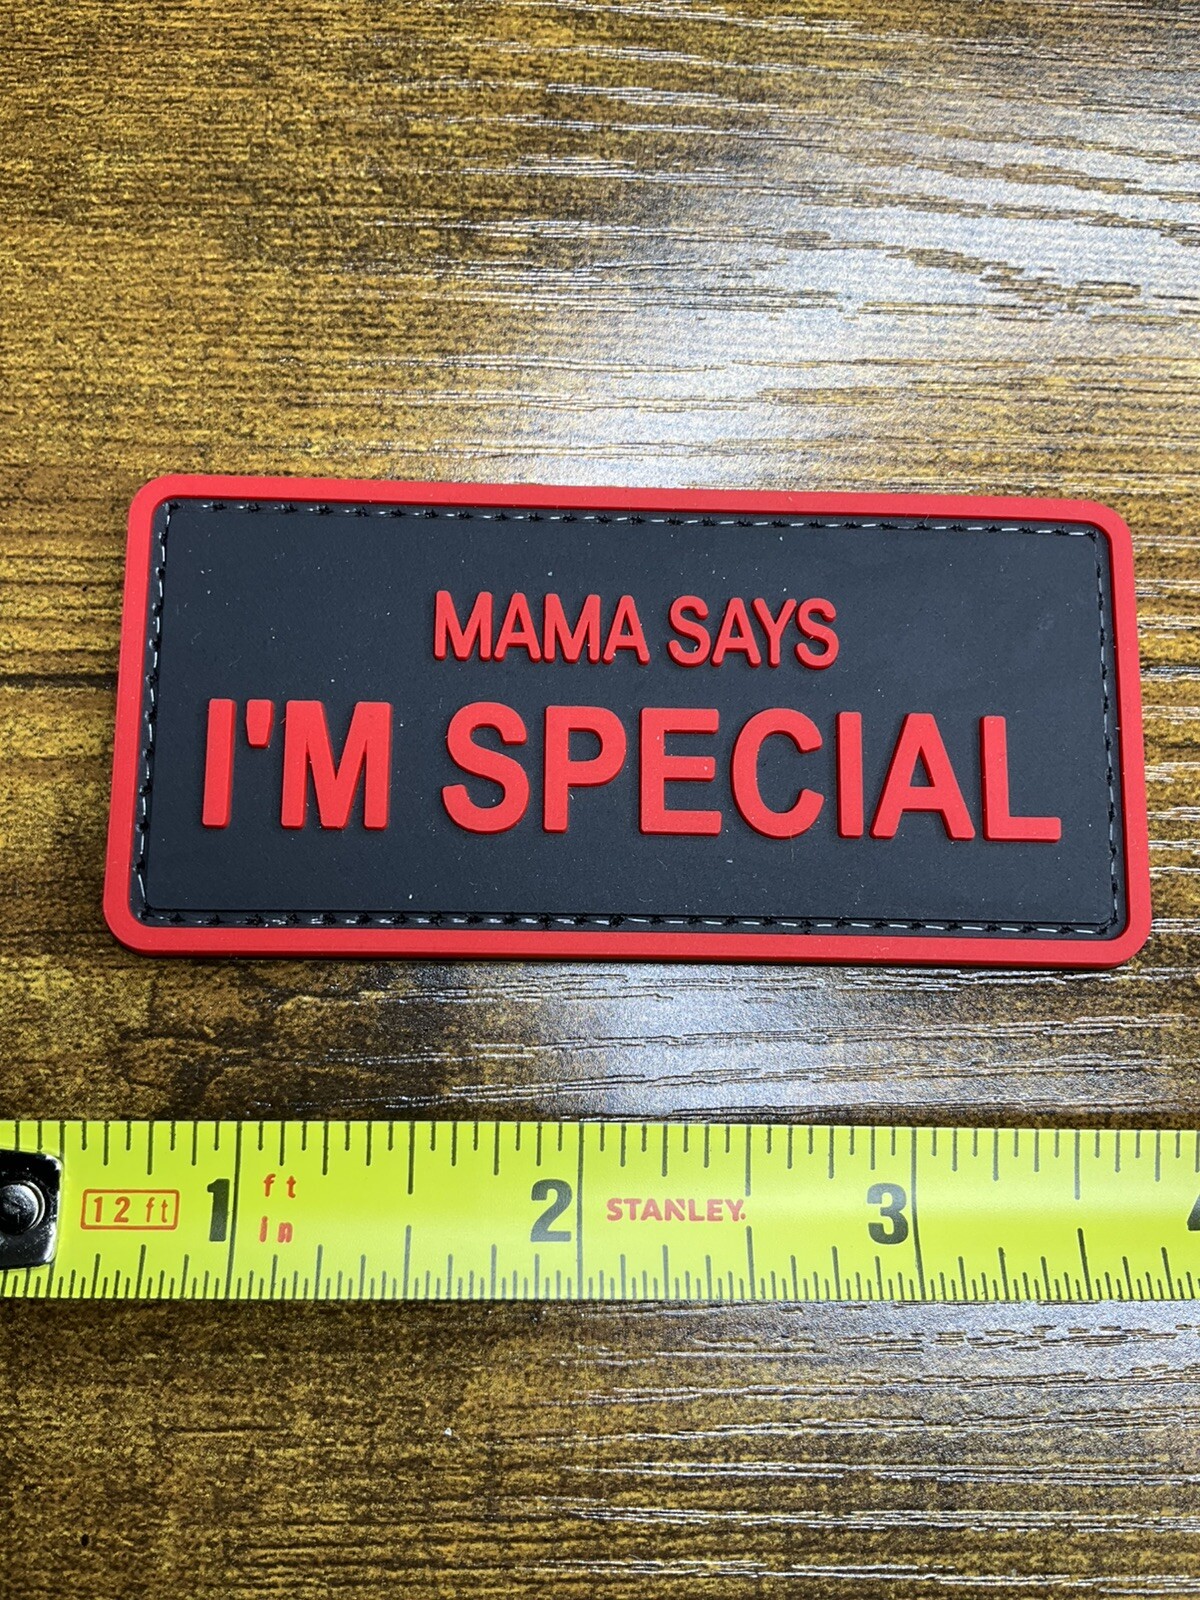 MAMA SAYS
I'M SPECIAL
12 ft 1 ft 2 STANLEY. 3
in